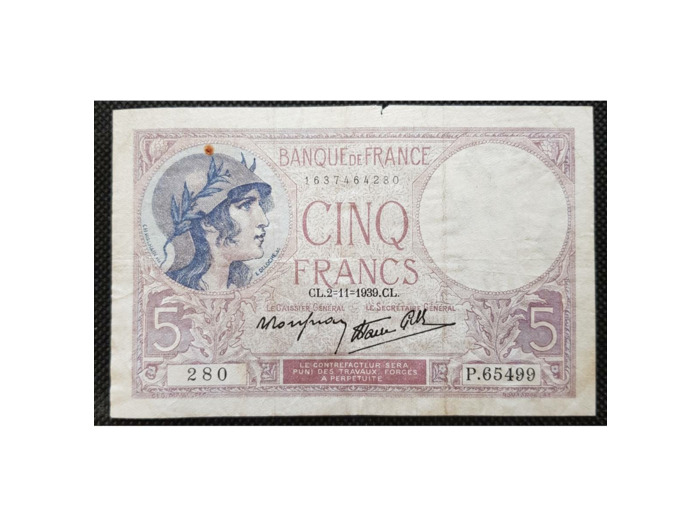 BANQUE DE FRANCE
1637464280
CINQ
FRANCS
CL.2-11=1939.CL.
LE CAISSIER GÉNÉRAL LE SECRÉTAIRE GÉNÉRAL
5 5
280 P.65499
LE CONTREFACTEUR SERA
PUNI DES TRAVAUX FORCÉS
A PERPÉTUITÉ